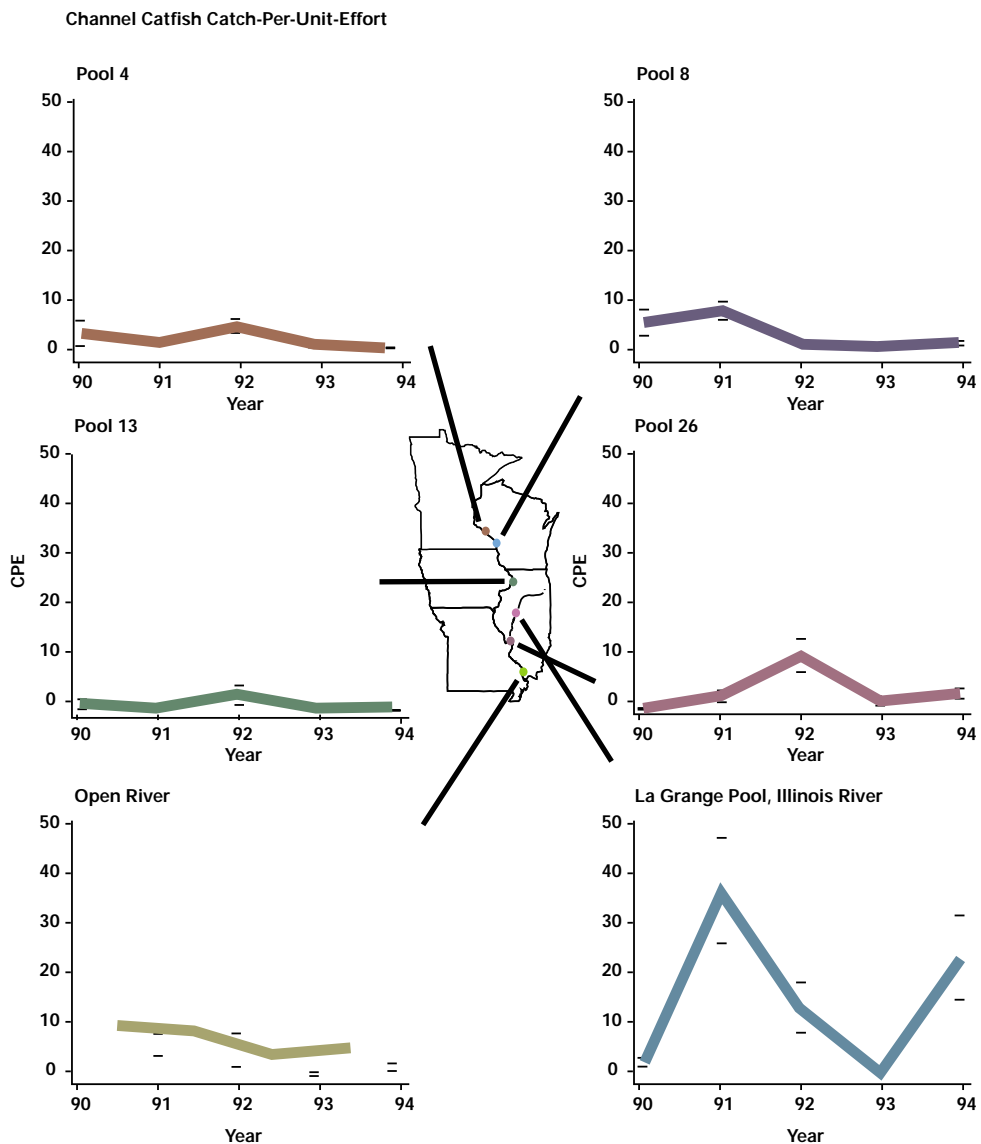 Channel Catfish Catch-Per-Unit-Effort
Pool 4
50
40
30
20
10
0
90 91 92 93 94
Year
Pool 8
50
40
30
20
10
0
90 91 92 93 94
Year
Pool 13
CPE
50
40
30
20
10
0
90 91 92 93 94
Year
Pool 26
CPE
50
40
30
20
10
0
90 91 92 93 94
Year
Open River
50
40
30
20
10
0
90 91 92 93 94
Year
La Grange Pool, Illinois River
50
40
30
20
10
0
90 91 92 93 94
Year